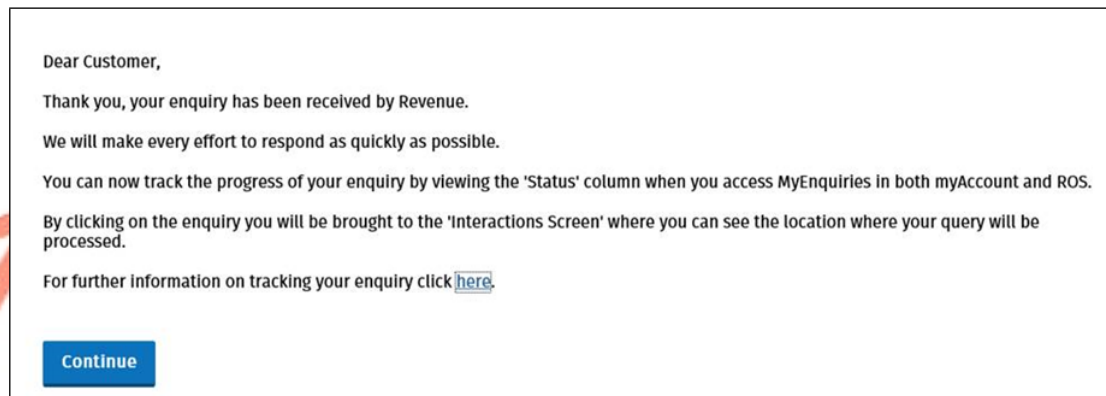 Dear Customer,
Thank you, your enquiry has been received by Revenue.
We will make every effort to respond as quickly as possible.
You can now track the progress of your enquiry by viewing the 'Status' column when you access MyEnquiries in both myAccount and ROS.
By clicking on the enquiry you will be brought to the 'Interactions Screen' where you can see the location where your query will be
processed.
For further information on tracking your enquiry click here.
Continue